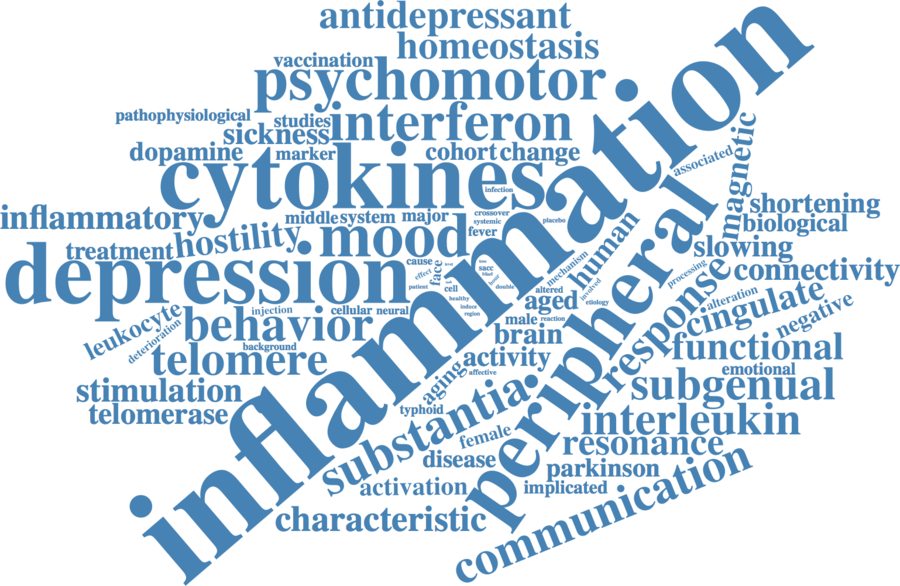 antidepressant
homeostasis
vaccination
psychomotor
pathophysiological
studies
interferon
sickness
dopamine
marker
cohort
change
cytokines
infection
inflammation
associated
magnetic
inflammatory
middle
system
major
crossover
systemic
fever
placebo
shortening
biological
treatment
hostility
mood
human
peripheral
slowing
depression
cause
face
effect
patient
cell
sacc
double
mechanism
altered
involved
etiology
processing
connectivity
healthy
induce
region
aged
response
alteration
cingulate
negative
leukocyte
deterioration
injection
behavior
cellular
neural
male
reaction
brain
background
telomere
activity
functional
emotional
affective
aging
stimulation
telomerase
typhoid
substantia
subgenual
interleukin
female
resonance
disease
parkinson
activation
implicated
characteristic
communication